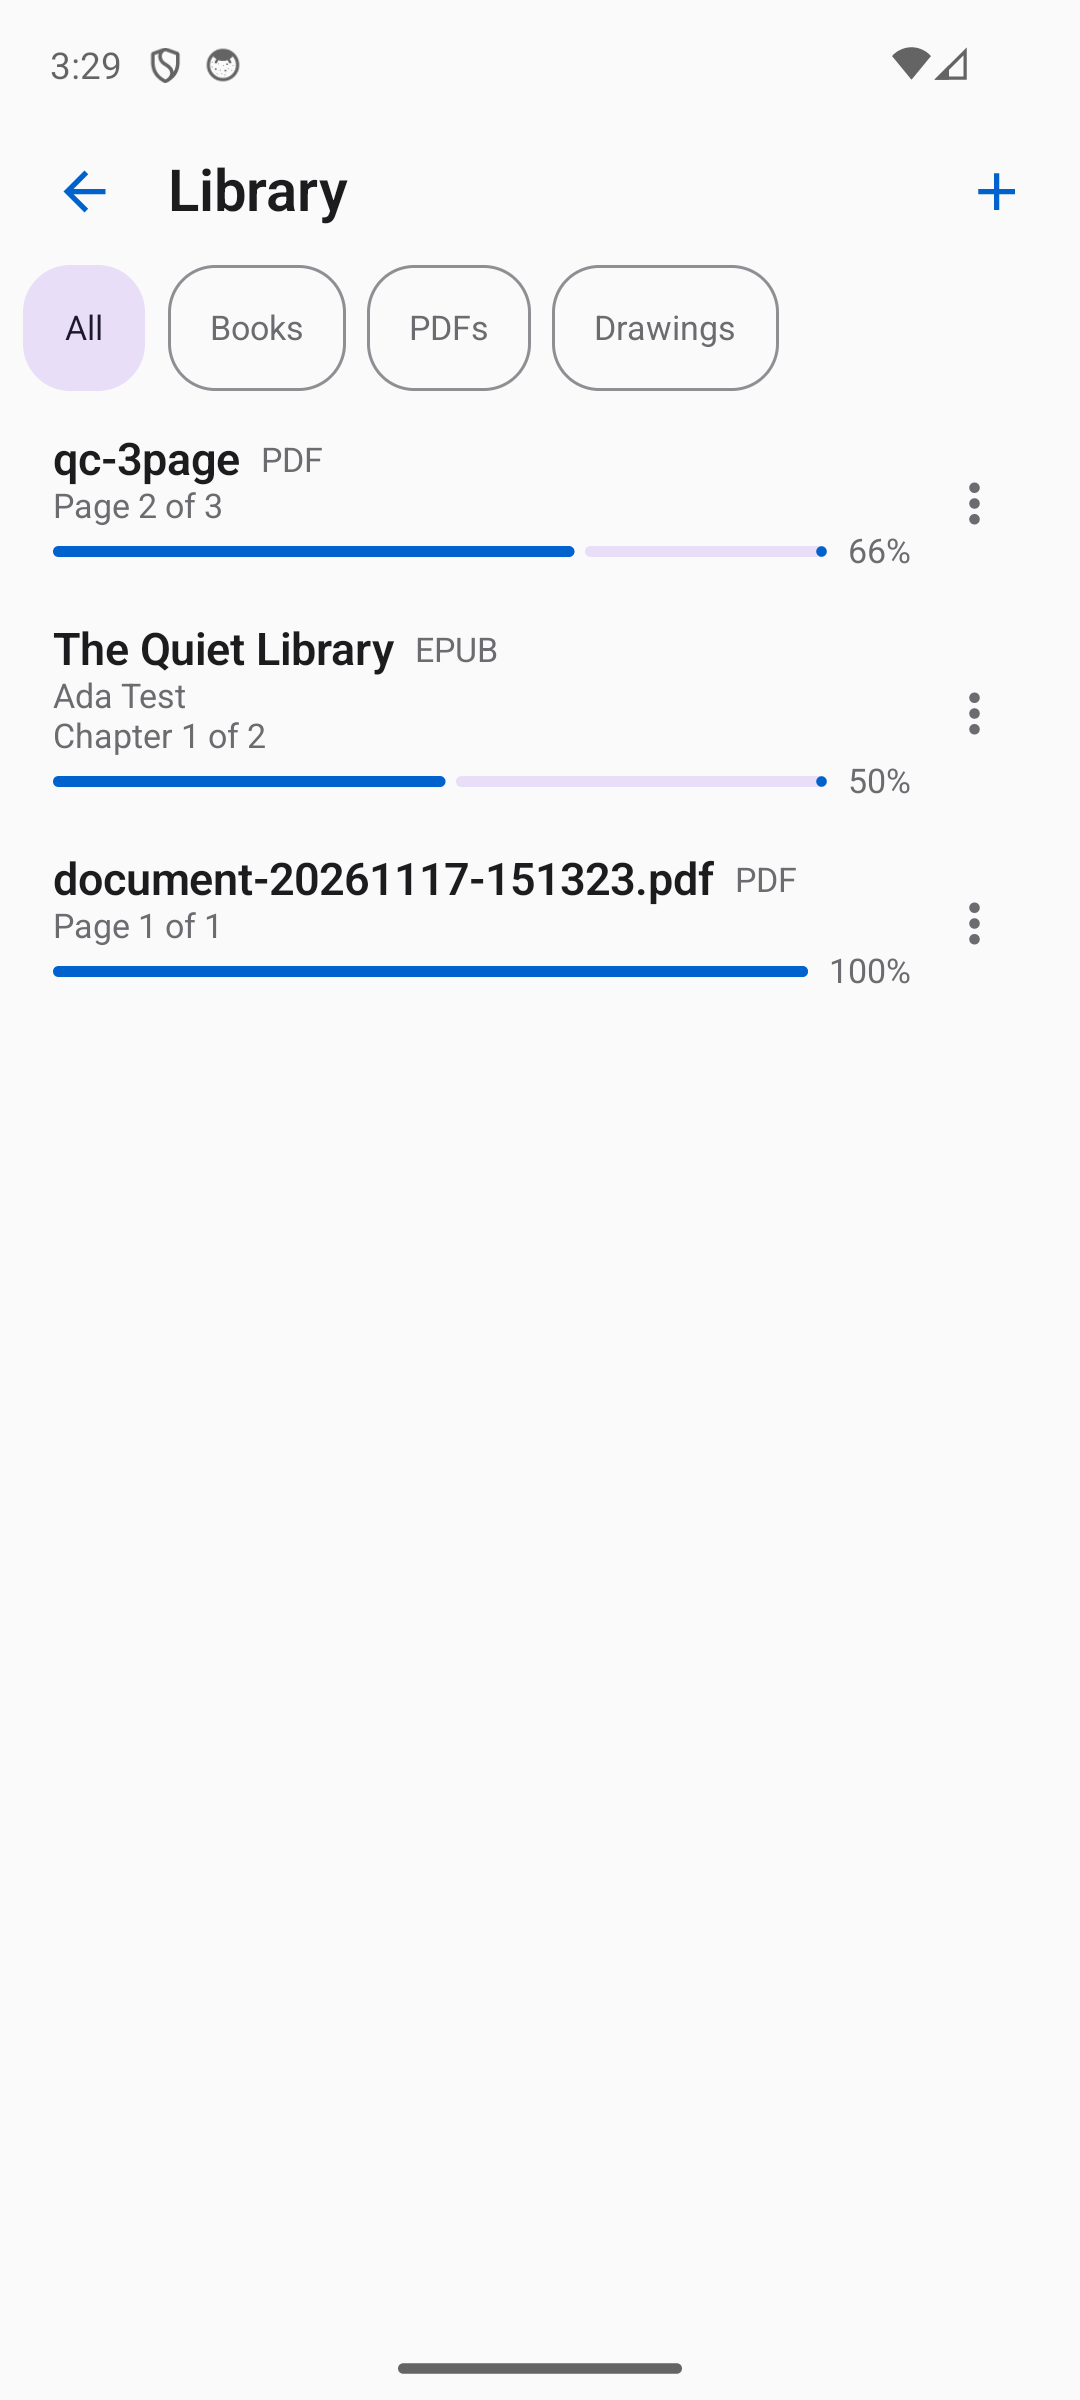 3:29
Library
All Books PDFs Drawings
qc-3page PDF
Page 2 of 3
66%
The Quiet Library EPUB
Ada Test
Chapter 1 of 2
50%
document-20261117-151323.pdf PDF
Page 1 of 1
100%